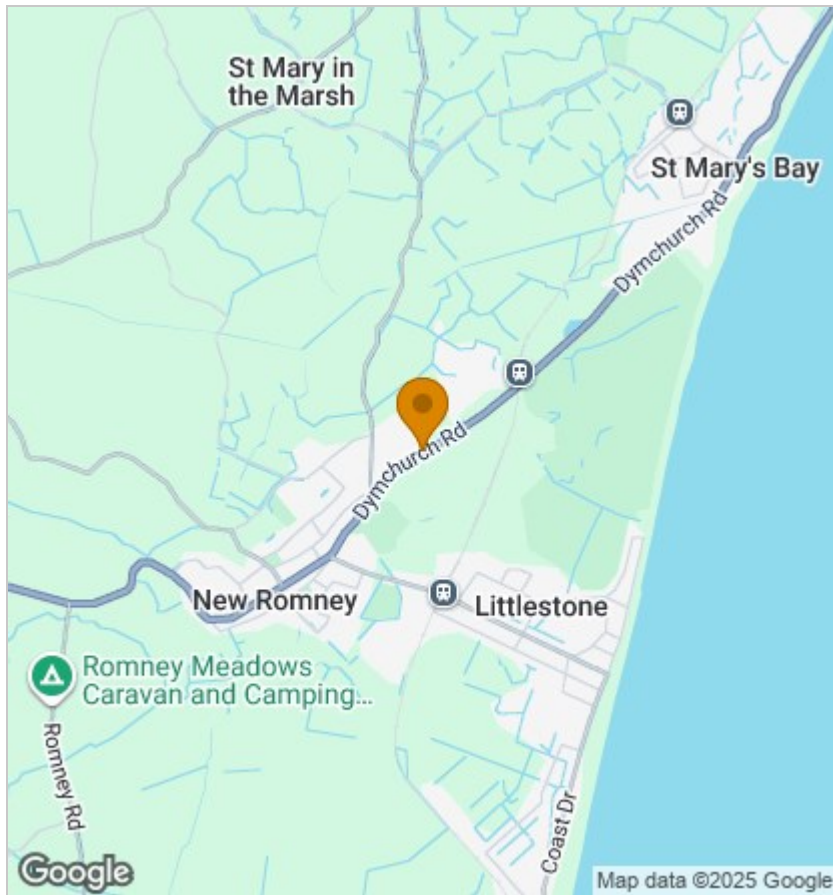 St Mary in
the Marsh
St Mary's Bay
Dymchurch Rd
Dymchurch Rd
New Romney
Littlestone
Romney Meadows
Caravan and Camping...
Romney Rd
Coast Dr
Google
Map data ©2025 Google